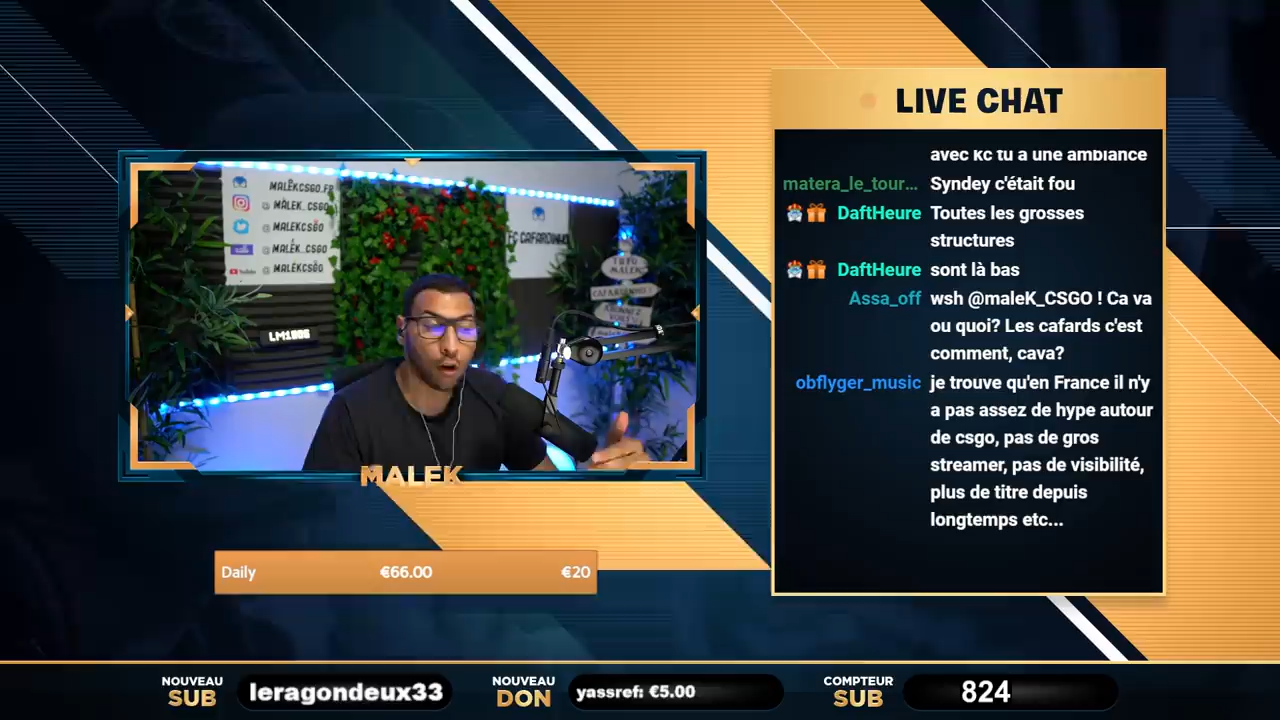 LIVE CHAT
avec kc tu a une ambiance
matera_le_tour... Syndey c'était fou
DaftHeure Toutes les grosses
structures
DaftHeure sont là bas
Assa_off wsh @maleK_CSGO ! Ca va
ou quoi? Les cafards c'est
comment, cava?
obflyger_music je trouve qu'en France il n'y
a pas assez de hype autour
de csgo, pas de gros
streamer, pas de visibilité,
plus de titre depuis
longtemps etc...
MALEKCSGO.FR
@MALEK_CSGO
@MALEKCSGO
@MALEK_CSGO
YouTube @MALEKCSGO
LM1006
MALEK
Daily €66.00 €20
NOUVEAU
SUB
leragondeux33
NOUVEAU
DON
yassref: €5.00
COMPTEUR
SUB
824